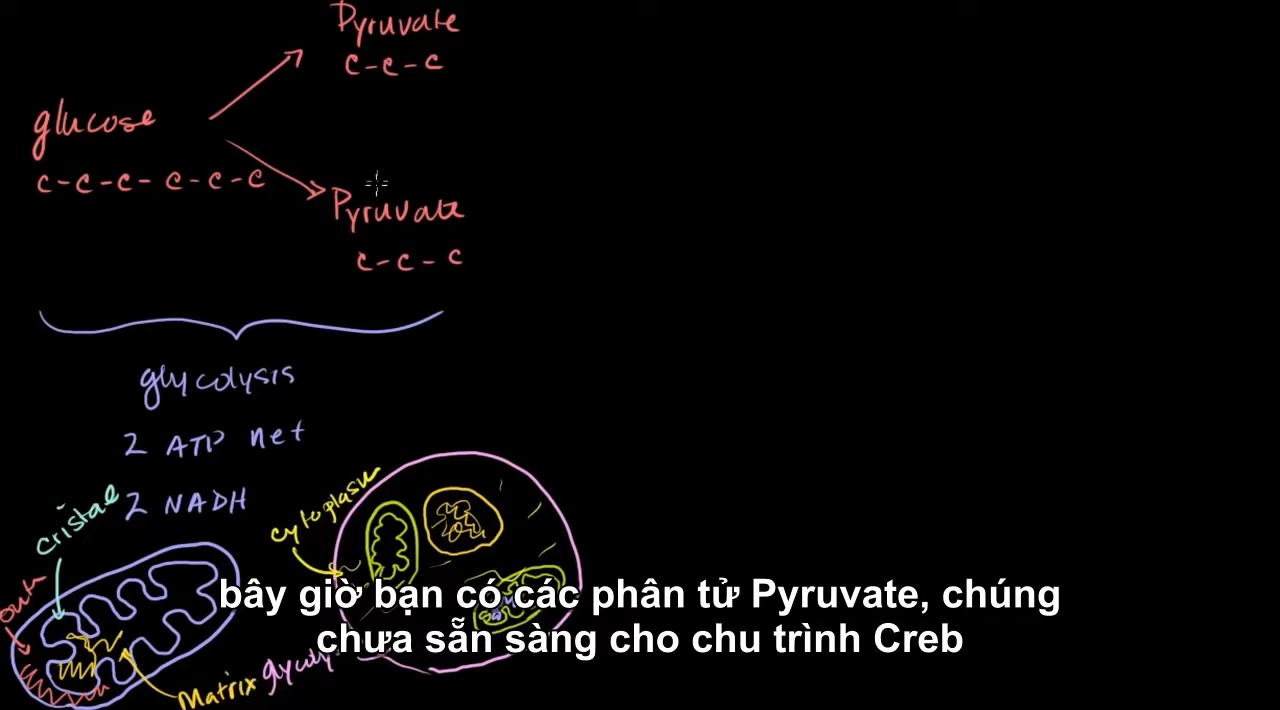 Pyruvate
C-C-C
glucose
C-C-C-C-C-C
Pyruvate
C-C-C
glycolysis
2 ATP net
2 NADH
cristae
cytoplasm
out
bây giờ bạn có các phân tử Pyruvate, chúng
chưa sẵn sàng cho chu trình Creb
Matrix